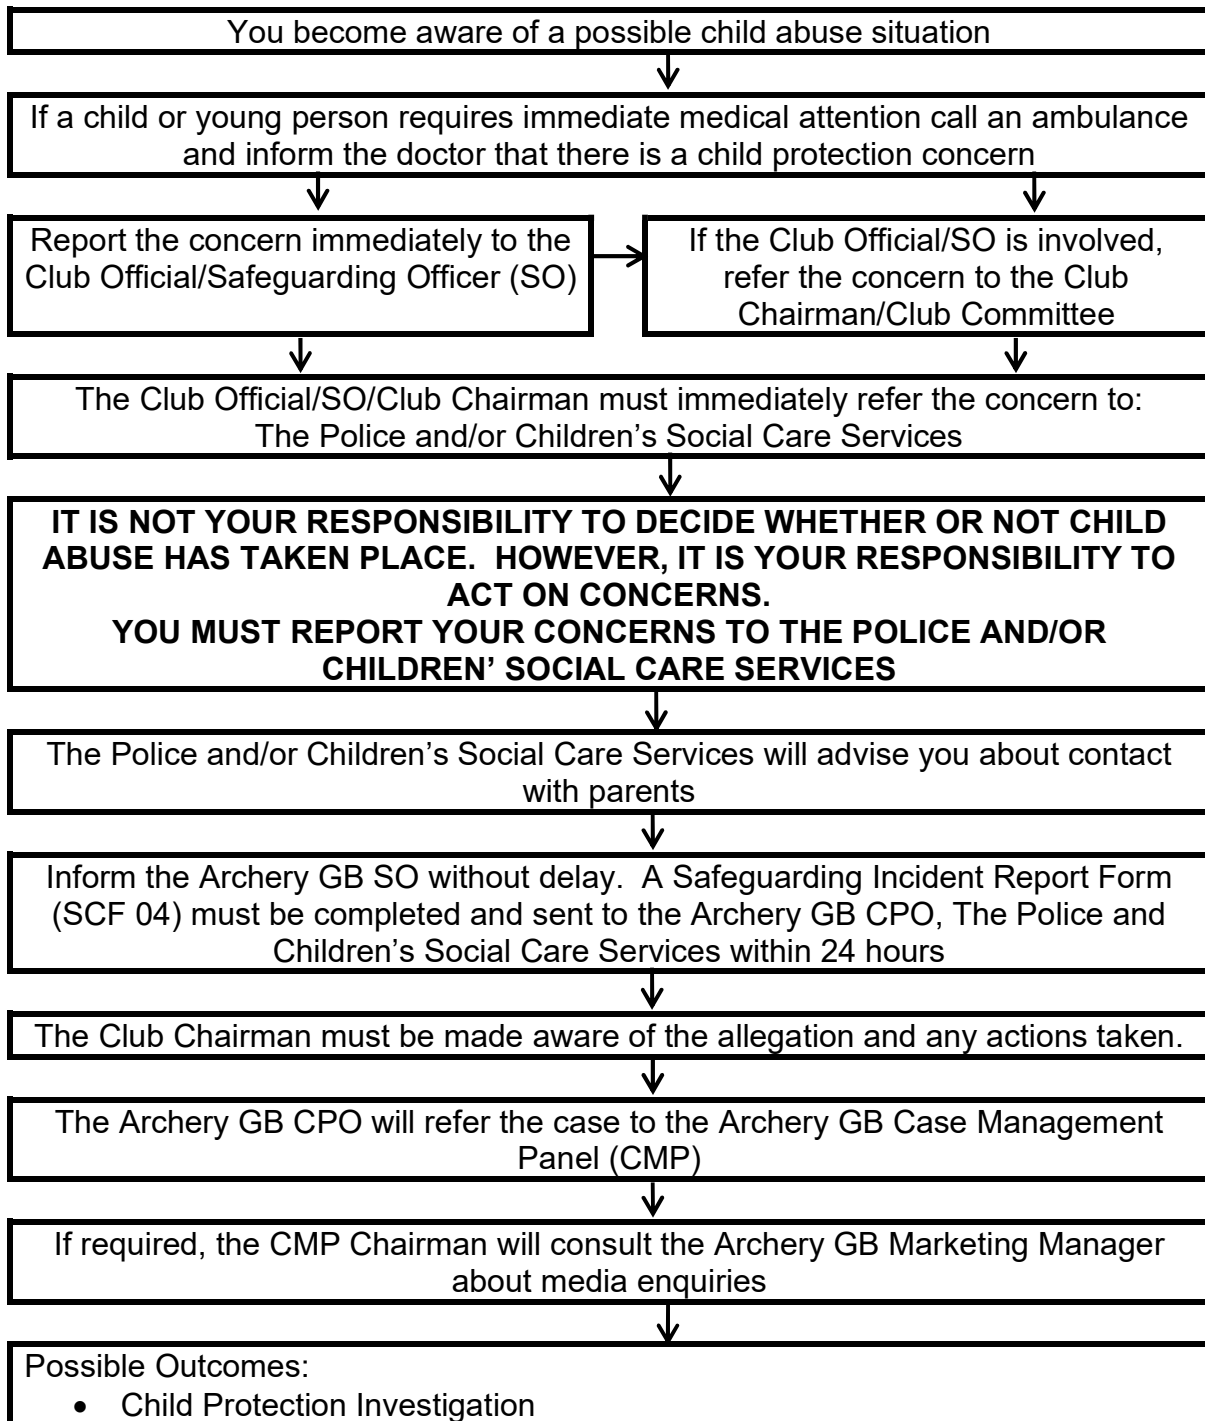 You become aware of a possible child abuse situation
If a child or young person requires immediate medical attention call an ambulance
and inform the doctor that there is a child protection concern
Report the concern immediately to the
Club Official/Safeguarding Officer (SO)
If the Club Official/SO is involved,
refer the concern to the Club
Chairman/Club Committee
The Club Official/SO/Club Chairman must immediately refer the concern to:
The Police and/or Children’s Social Care Services
IT IS NOT YOUR RESPONSIBILITY TO DECIDE WHETHER OR NOT CHILD
ABUSE HAS TAKEN PLACE.  HOWEVER, IT IS YOUR RESPONSIBILITY TO
ACT ON CONCERNS.
YOU MUST REPORT YOUR CONCERNS TO THE POLICE AND/OR
CHILDREN’ SOCIAL CARE SERVICES
The Police and/or Children’s Social Care Services will advise you about contact
with parents
Inform the Archery GB SO without delay.  A Safeguarding Incident Report Form
(SCF 04) must be completed and sent to the Archery GB CPO, The Police and
Children’s Social Care Services within 24 hours
The Club Chairman must be made aware of the allegation and any actions taken.
The Archery GB CPO will refer the case to the Archery GB Case Management
Panel (CMP)
If required, the CMP Chairman will consult the Archery GB Marketing Manager
about media enquiries
Possible Outcomes:
• Child Protection Investigation